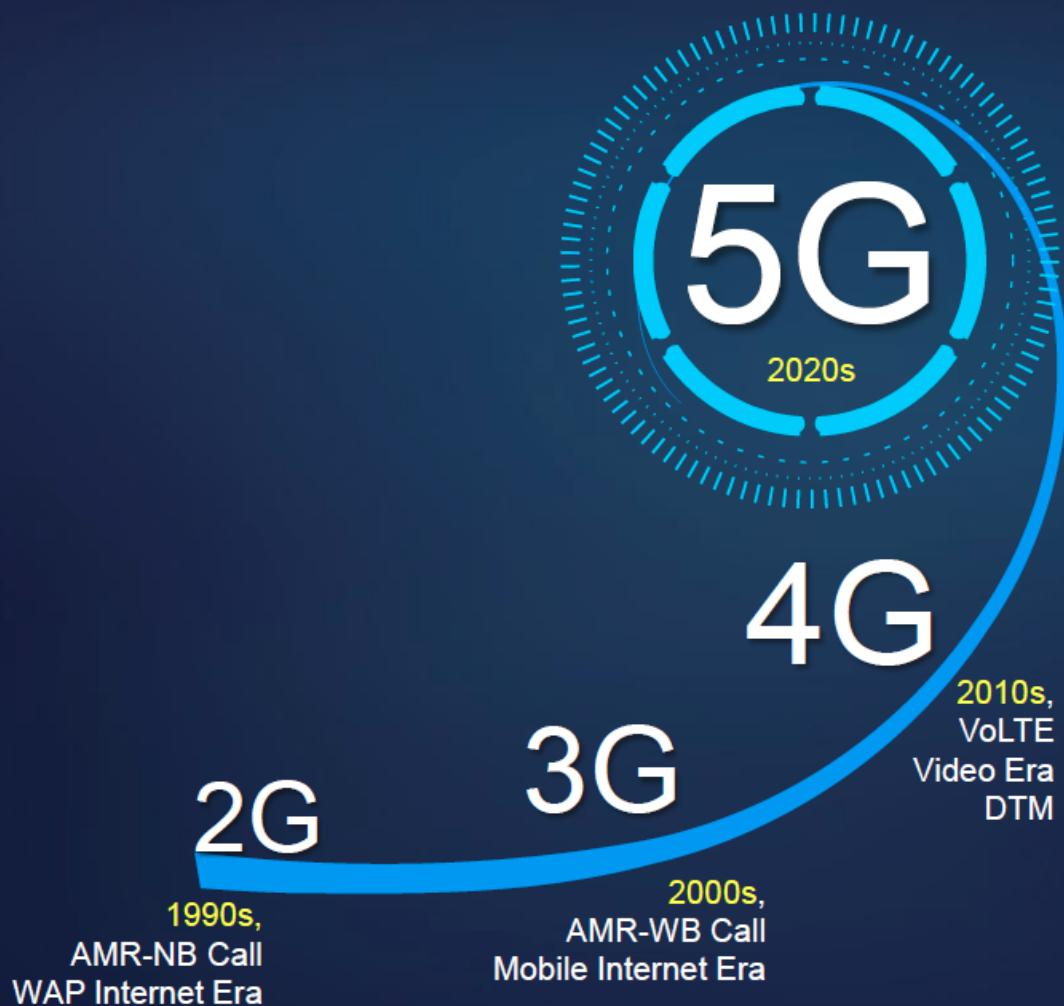 5G
2020s
4G
2010s,
VoLTE
Video Era
DTM
3G
2000s,
AMR-WB Call
Mobile Internet Era
2G
1990s,
AMR-NB Call
WAP Internet Era